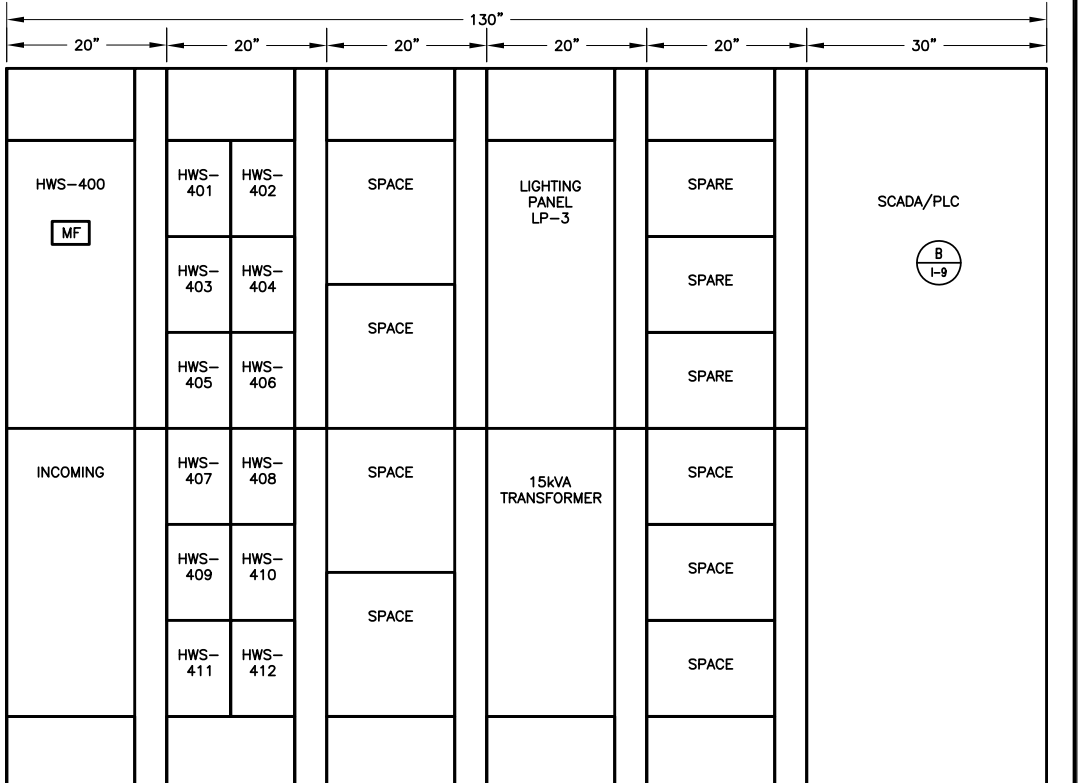 130"
20"
20"
20"
20"
20"
30"
HWS-400
MF
INCOMING
HWS-
401
HWS-
402
HWS-
403
HWS-
404
HWS-
405
HWS-
406
HWS-
407
HWS-
408
HWS-
409
HWS-
410
HWS-
411
HWS-
412
SPACE
SPACE
SPACE
SPACE
LIGHTING
PANEL
LP-3
15kVA
TRANSFORMER
SPARE
SPARE
SPARE
SPACE
SPACE
SPACE
SCADA/PLC
B
I-9